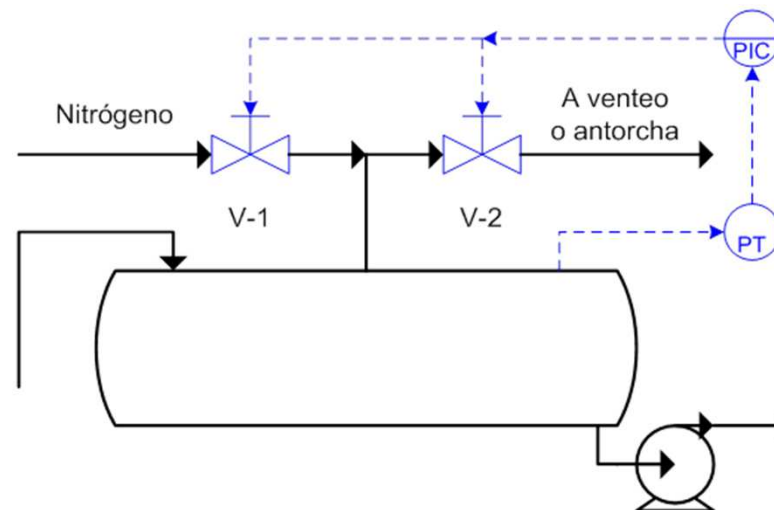 PIC
Nitrógeno
A venteo
o antorcha
V-1
V-2
PT